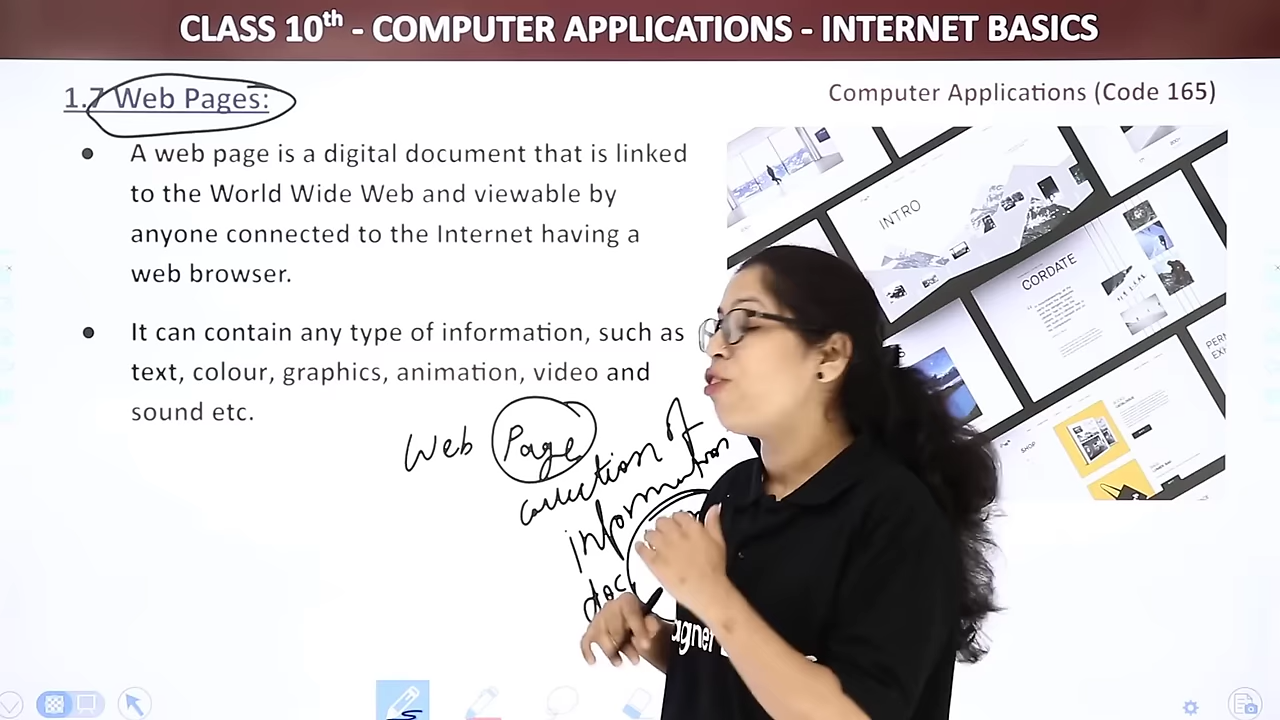 CLASS 10th - COMPUTER APPLICATIONS - INTERNET BASICS
1.7 Web Pages:
Computer Applications (Code 165)
● A web page is a digital document that is linked
to the World Wide Web and viewable by
anyone connected to the Internet having a
web browser.
● It can contain any type of information, such as
text, colour, graphics, animation, video and
sound etc.
Web Page
collection of
information
doc
INTRO
CORDATE
SHOP
agnet